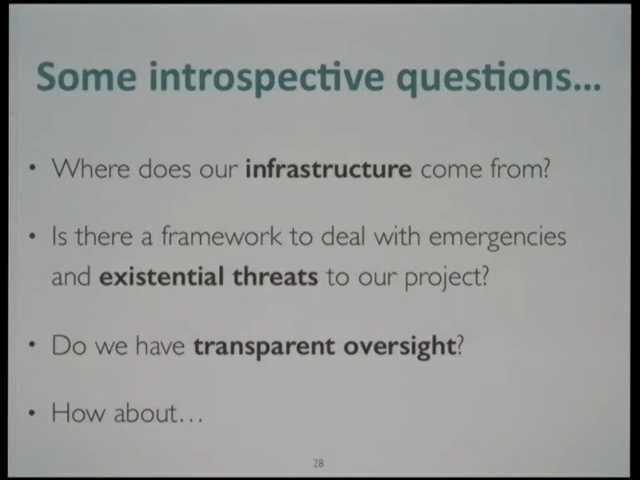 Some introspective questions...
• Where does our infrastructure come from?
• Is there a framework to deal with emergencies
and existential threats to our project?
• Do we have transparent oversight?
• How about…
28